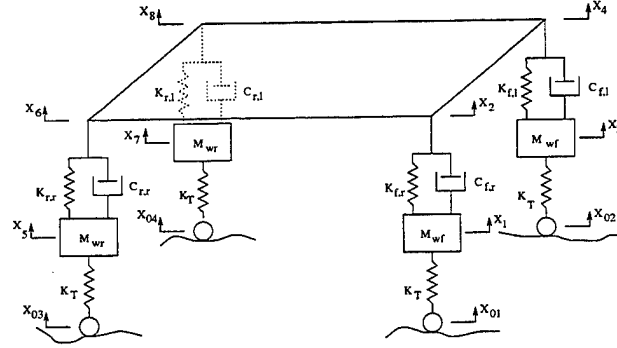 X8
X4
Kr,l
Cr,l
Kf,l
Cf,l
X6
X2
X7
Mwr
Mwf
X
Kr,r
Cr,r
Kf,r
Cf,r
KT
KT
X5
Mwr
X04
Mwf
X1
X02
KT
KT
X03
X01